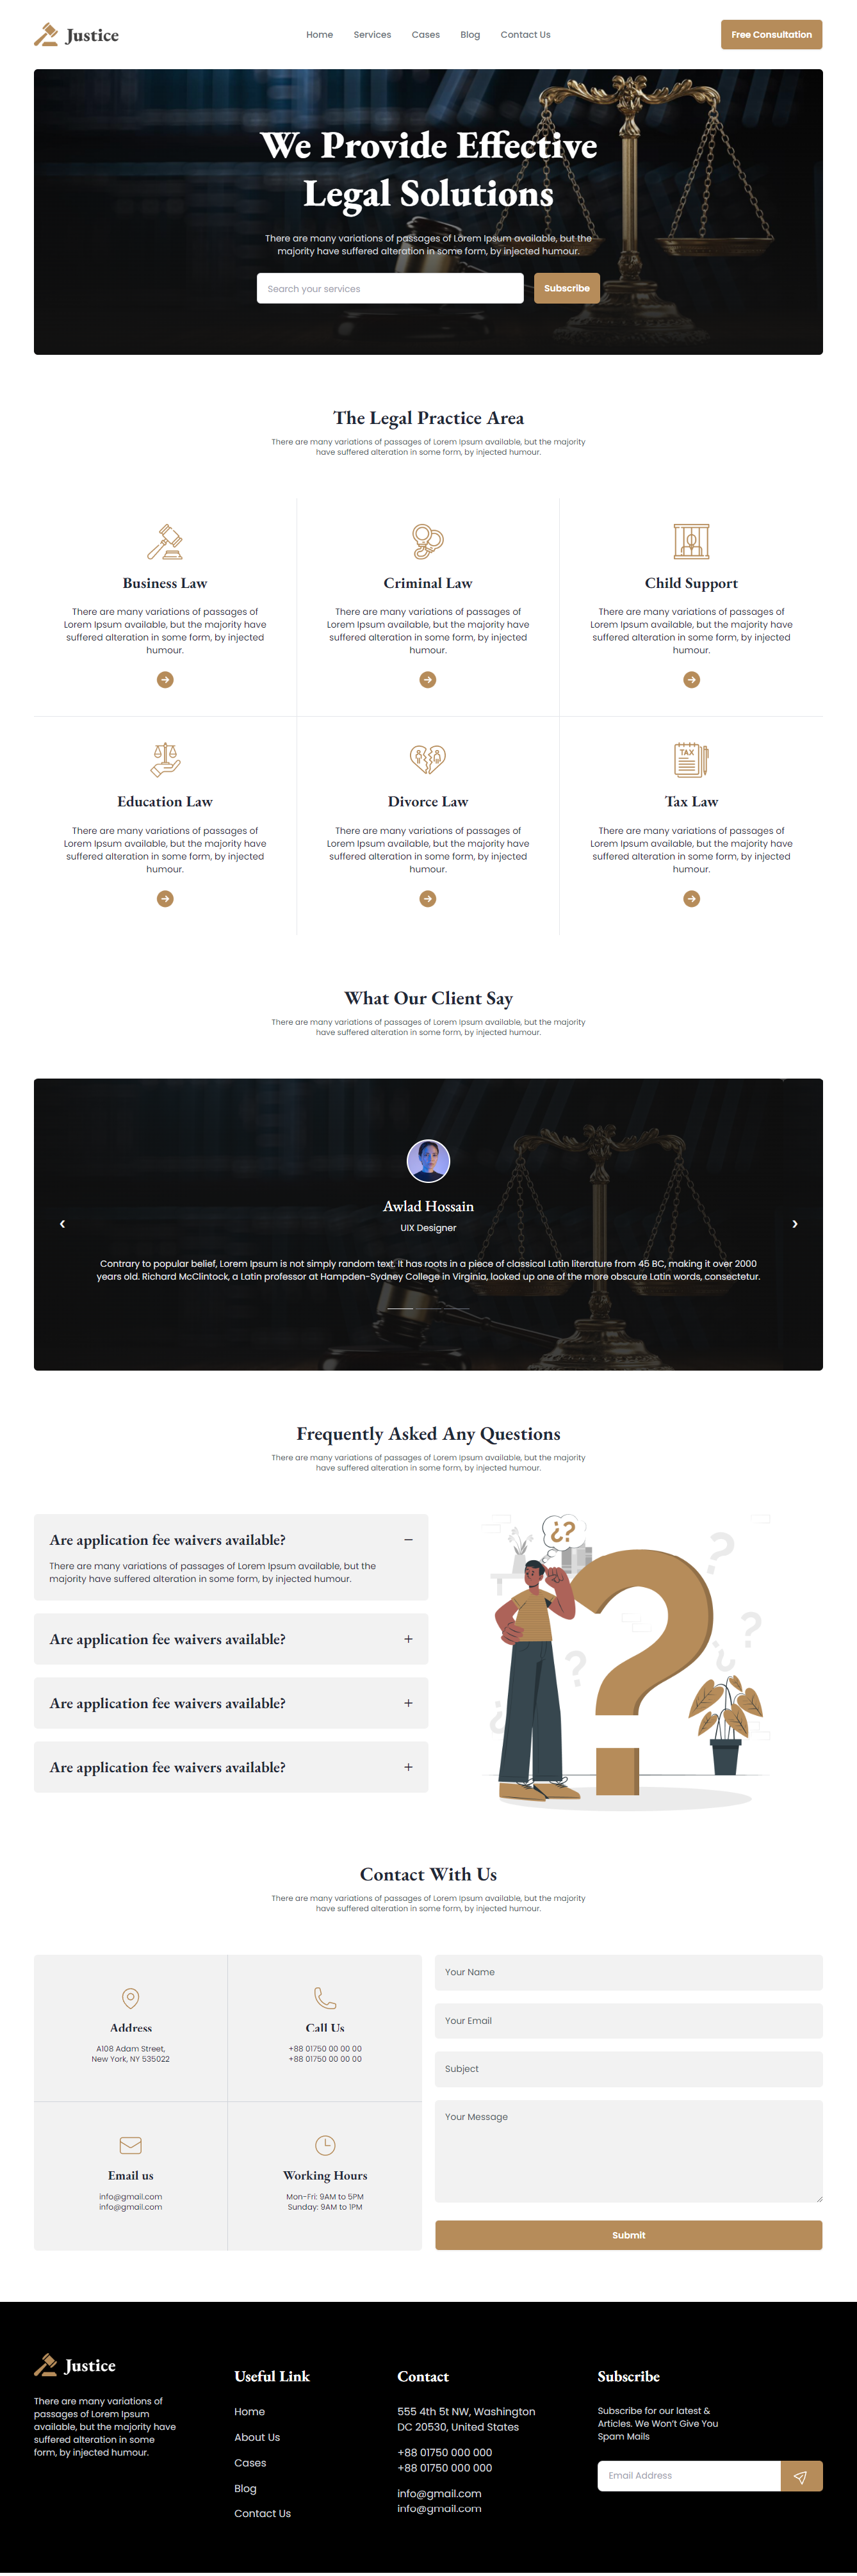 Justice
Home Services Cases Blog Contact Us
Free Consultation
We Provide Effective
Legal Solutions
There are many variations of passages of Lorem Ipsum available, but the
majority have suffered alteration in some form, by injected humour.
Search your services
Subscribe
The Legal Practice Area
There are many variations of passages of Lorem Ipsum available, but the majority
have suffered alteration in some form, by injected humour.
Business Law
There are many variations of passages of
Lorem Ipsum available, but the majority have
suffered alteration in some form, by injected
humour.
Criminal Law
There are many variations of passages of
Lorem Ipsum available, but the majority have
suffered alteration in some form, by injected
humour.
Child Support
There are many variations of passages of
Lorem Ipsum available, but the majority have
suffered alteration in some form, by injected
humour.
Education Law
There are many variations of passages of
Lorem Ipsum available, but the majority have
suffered alteration in some form, by injected
humour.
Divorce Law
There are many variations of passages of
Lorem Ipsum available, but the majority have
suffered alteration in some form, by injected
humour.
TAX
Tax Law
There are many variations of passages of
Lorem Ipsum available, but the majority have
suffered alteration in some form, by injected
humour.
What Our Client Say
There are many variations of passages of Lorem Ipsum available, but the majority
have suffered alteration in some form, by injected humour.
Awlad Hossain
UIX Designer
Contrary to popular belief, Lorem Ipsum is not simply random text. It has roots in a piece of classical Latin literature from 45 BC, making it over 2000
years old. Richard McClintock, a Latin professor at Hampden-Sydney College in Virginia, looked up one of the more obscure Latin words, consectetur.
Frequently Asked Any Questions
There are many variations of passages of Lorem Ipsum available, but the majority
have suffered alteration in some form, by injected humour.
Are application fee waivers available?
There are many variations of passages of Lorem Ipsum available, but the
majority have suffered alteration in some form, by injected humour.
Are application fee waivers available?
Are application fee waivers available?
Are application fee waivers available?
¿?
?
Contact With Us
There are many variations of passages of Lorem Ipsum available, but the majority
have suffered alteration in some form, by injected humour.
Address
A108 Adam Street,
New York, NY 535022
Call Us
+88 01750 00 00 00
+88 01750 00 00 00
Email us
info@gmail.com
info@gmail.com
Working Hours
Mon-Fri: 9AM to 5PM
Sunday: 9AM to 1PM
Your Name
Your Email
Subject
Your Message
Submit
Justice
There are many variations of
passages of Lorem Ipsum
available, but the majority have
suffered alteration in some
form, by injected humour.
Useful Link
Home
About Us
Cases
Blog
Contact Us
Contact
555 4th 5t NW, Washington
DC 20530, United States
+88 01750 000 000
+88 01750 000 000
info@gmail.com
info@gmail.com
Subscribe
Subscribe for our latest &
Articles. We Won't Give You
Spam Mails
Email Address